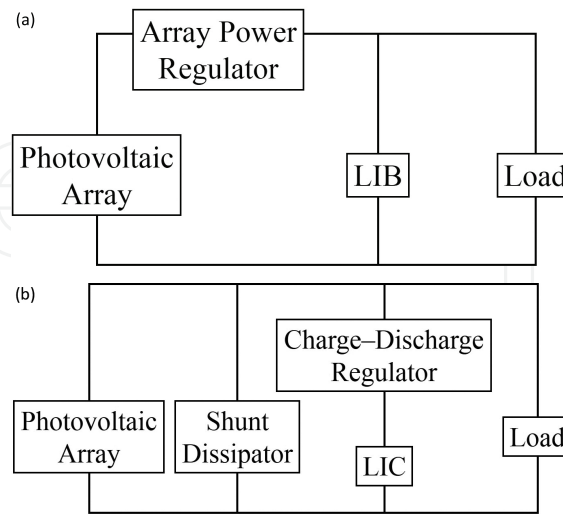 (a)
Array Power
Regulator
Photovoltaic
Array
LIB
Load
(b)
Charge–Discharge
Regulator
Photovoltaic
Array
Shunt
Dissipator
LIC
Load